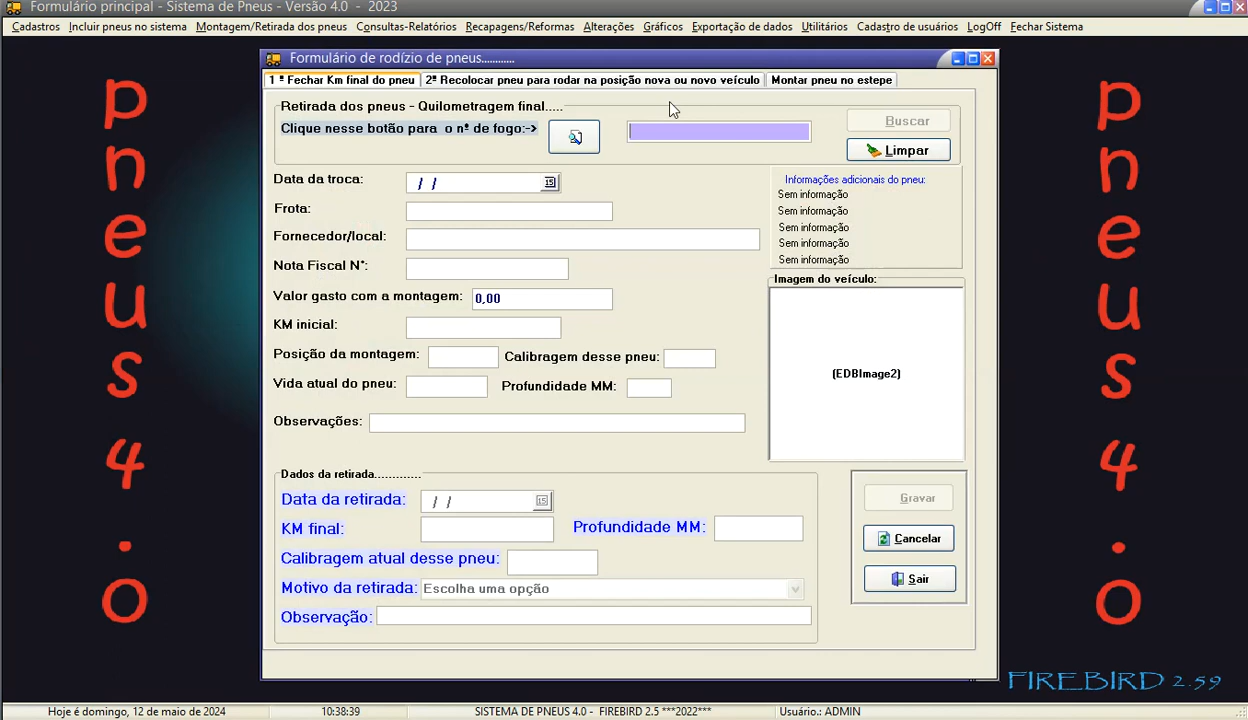 Formulário principal - Sistema de Pneus - Versão 4.0 - 2023
Cadastros Incluir pneus no sistema Montagem/Retirada dos pneus Consultas-Relatórios Recapagens/Reformas Alterações Gráficos Exportação de dados Utilitários Cadastro de usuários LogOff Fechar Sistema
Formulário de rodízio de pneus............
1 º Fechar Km final do pneu 2º Recolocar pneu para rodar na posição nova ou novo veículo Montar pneu no estepe
Retirada dos pneus - Quilometragem final.....
Clique nesse botão para o nº de fogo:->
Buscar
Limpar
Data da troca: / / 15
Frota:
Fornecedor/local:
Nota Fiscal N°:
Valor gasto com a montagem: 0,00
KM inicial:
Posição da montagem: Calibragem desse pneu:
Vida atual do pneu: Profundidade MM:
Observações:
Informações adicionais do pneu:
Sem informação
Sem informação
Sem informação
Sem informação
Sem informação
Imagem do veículo:
(EDBImage2)
Dados da retirada.............
Data da retirada: / / 15
KM final: Profundidade MM:
Calibragem atual desse pneu:
Motivo da retirada: Escolha uma opção
Observação:
Gravar
Cancelar
Sair
pneus4.0
pneus4.0
FIREBIRD 2.59
Hoje é domingo, 12 de maio de 2024 10:38:39 SISTEMA DE PNEUS 4.0 - FIREBIRD 2.5 ***2022*** Usuário.: ADMIN